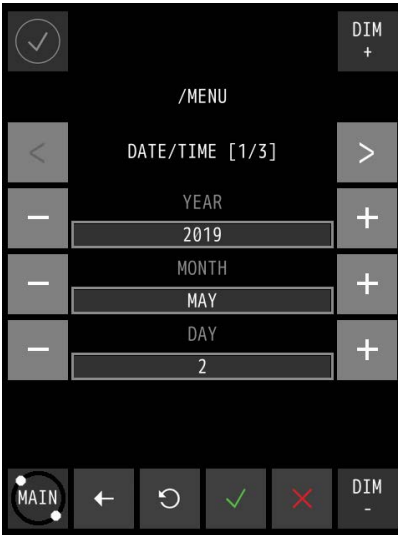 DIM
+
/MENU
<
DATE/TIME [1/3]
>
YEAR
−
2019
+
MONTH
−
MAY
+
DAY
−
2
+
MAIN
DIM
-